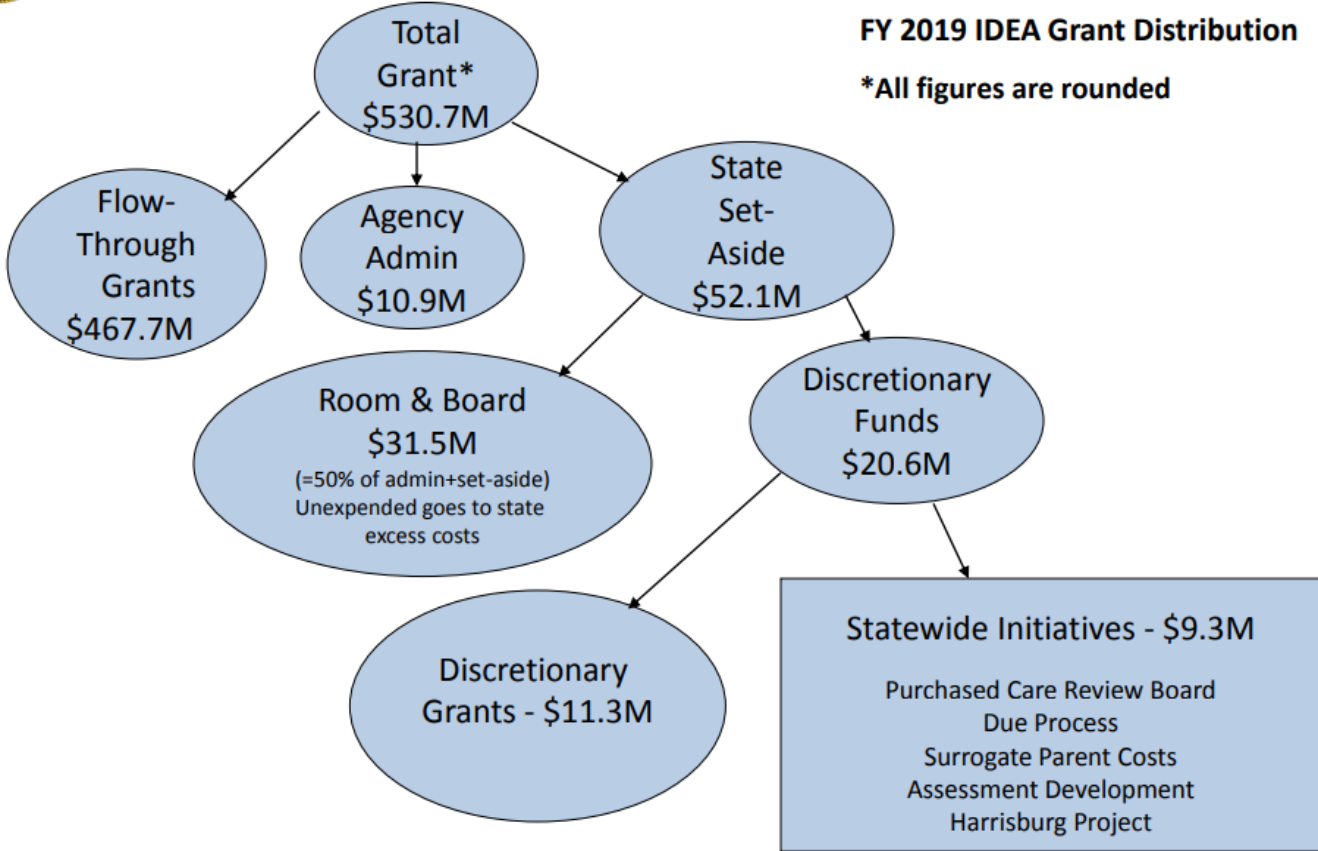 FY 2019 IDEA Grant Distribution
*All figures are rounded
Total
Grant*
$530.7M
Flow-
Through
Grants
$467.7M
Agency
Admin
$10.9M
State
Set-
Aside
$52.1M
Room & Board
$31.5M
(=50% of admin+set-aside)
Unexpended goes to state
excess costs
Discretionary
Funds
$20.6M
Discretionary
Grants - $11.3M
Statewide Initiatives - $9.3M
Purchased Care Review Board
Due Process
Surrogate Parent Costs
Assessment Development
Harrisburg Project